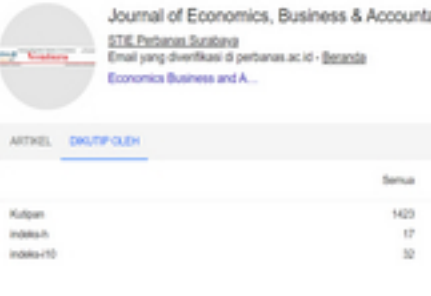 Journal of Economics, Business & Accounta
STIE Perbanas Surabaya
Email yang diverifikasi di perbanas.ac.id - Beranda
Economics Business and A...
ARTIKEL DIKUTIP OLEH
Semua
Kutipan 1423
indeks-h 17
indeks-i10 32